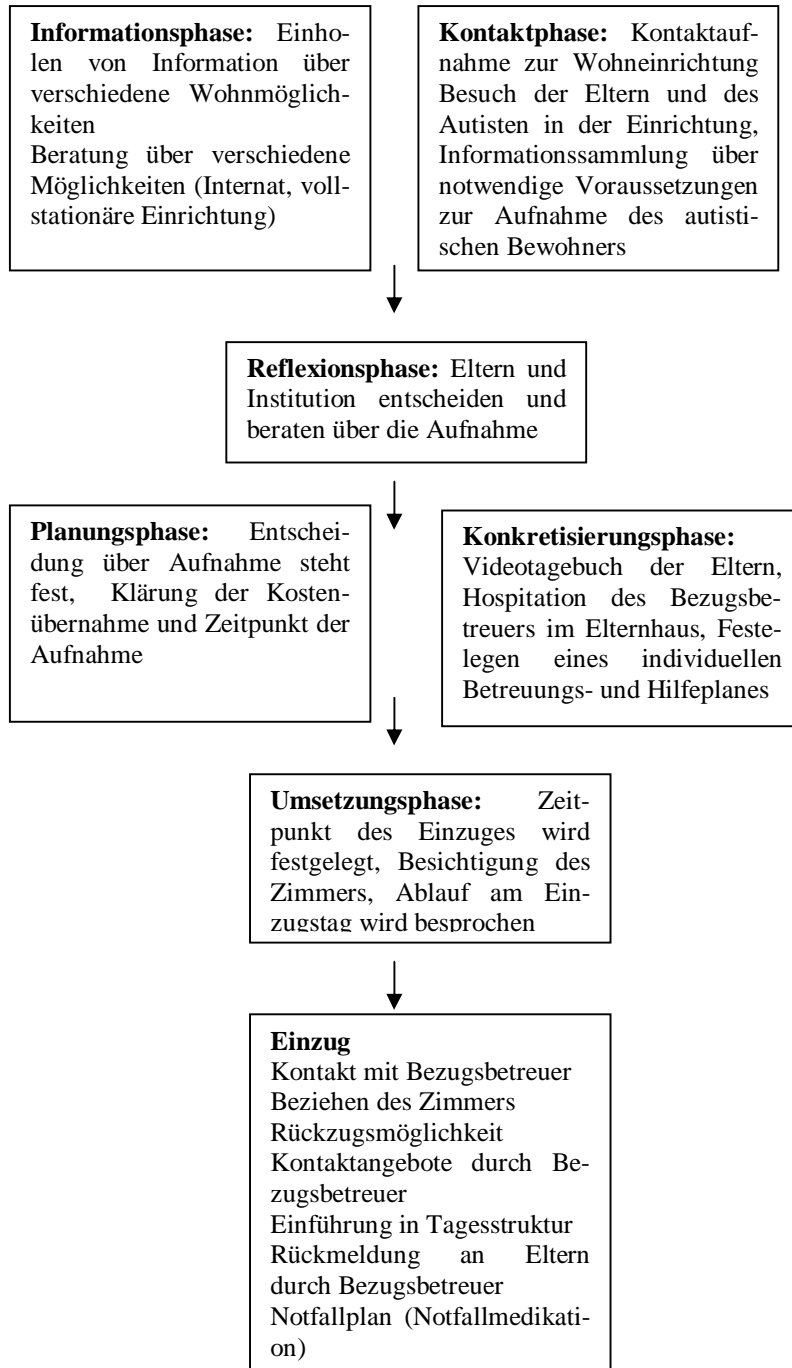 Informationsphase: Einho-
len von Information über
verschiedene Wohnmöglich-
keiten
Beratung über verschiedene
Möglichkeiten (Internat, voll-
stationäre Einrichtung)
Kontaktphase: Kontaktauf-
nahme zur Wohneinrichtung
Besuch der Eltern und des
Autisten in der Einrichtung,
Informationssammlung über
notwendige Voraussetzungen
zur Aufnahme des autisti-
schen Bewohners
Reflexionsphase: Eltern und
Institution entscheiden und
beraten über die Aufnahme
Planungsphase: Entschei-
dung über Aufnahme steht
fest, Klärung der Kosten-
übernahme und Zeitpunkt der
Aufnahme
Konkretisierungsphase:
Videotagebuch der Eltern,
Hospitation des Bezugsbe-
treuers im Elternhaus, Feste-
legen eines individuellen
Betreuungs- und Hilfeplanes
Umsetzungsphase: Zeit-
punkt des Einzuges wird
festgelegt, Besichtigung des
Zimmers, Ablauf am Ein-
zugstag wird besprochen
Einzug
Kontakt mit Bezugsbetreuer
Beziehen des Zimmers
Rückzugsmöglichkeit
Kontaktangebote durch Be-
zugsbetreuer
Einführung in Tagesstruktur
Rückmeldung an Eltern
durch Bezugsbetreuer
Notfallplan (Notfallmedikati-
on)